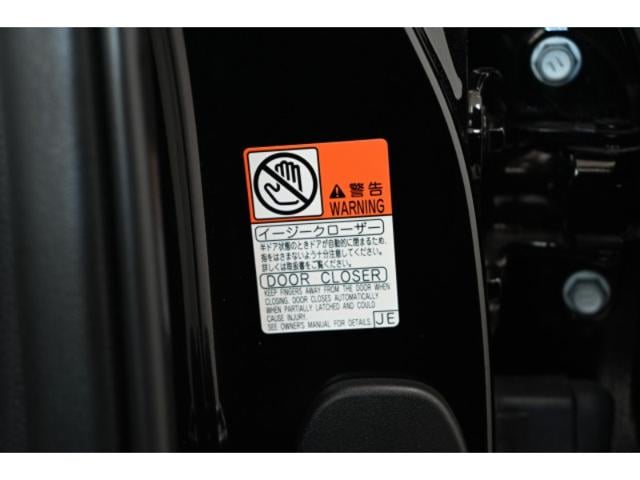 警告
WARNING
イージークローザー
半ドア状態のときドアが自動的に閉まるため、
指をはさまないよう十分注意してください。
詳しくは取扱書をご覧ください。
DOOR CLOSER
KEEP FINGERS AWAY FROM THE DOOR WHEN
CLOSING. DOOR CLOSES AUTOMATICALLY
WHEN PARTIALLY LATCHED AND COULD
CAUSE INJURY.
SEE OWNER'S MANUAL FOR DETAILS.
JE